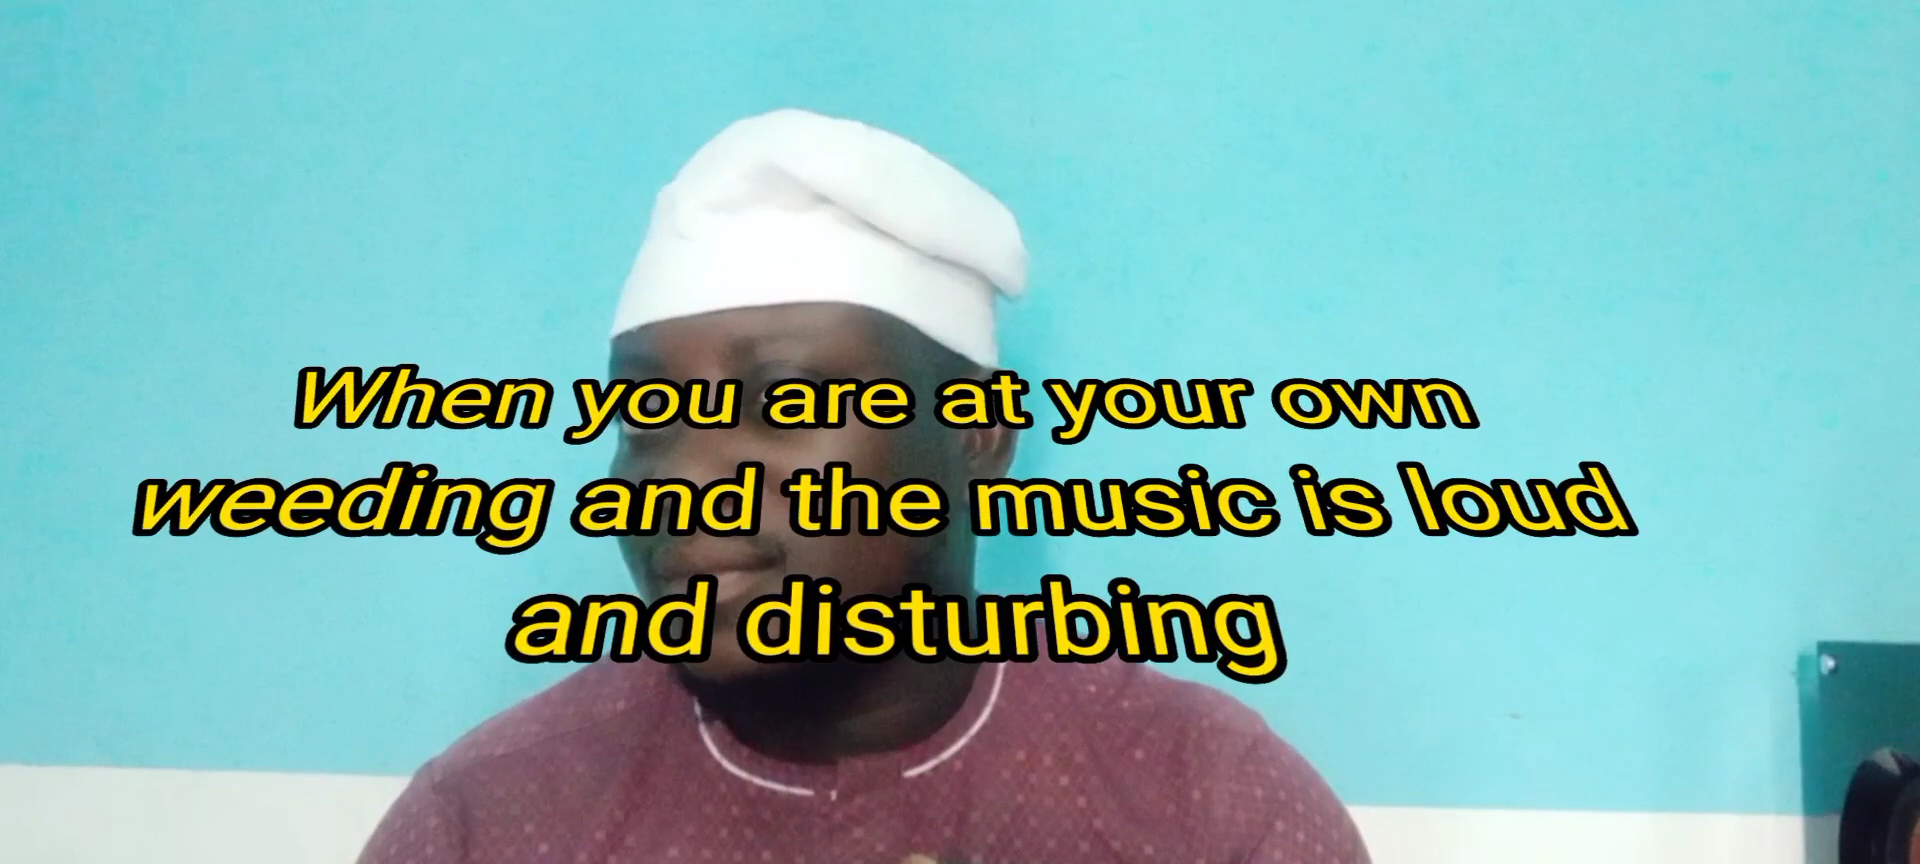 When you are at your own
weeding and the music is loud
and disturbing